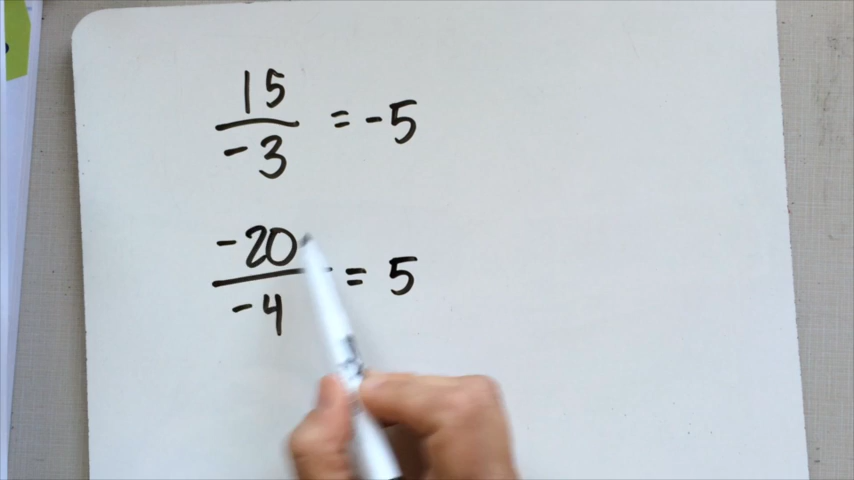 15
— = -5
-3
-20
— = 5
-4